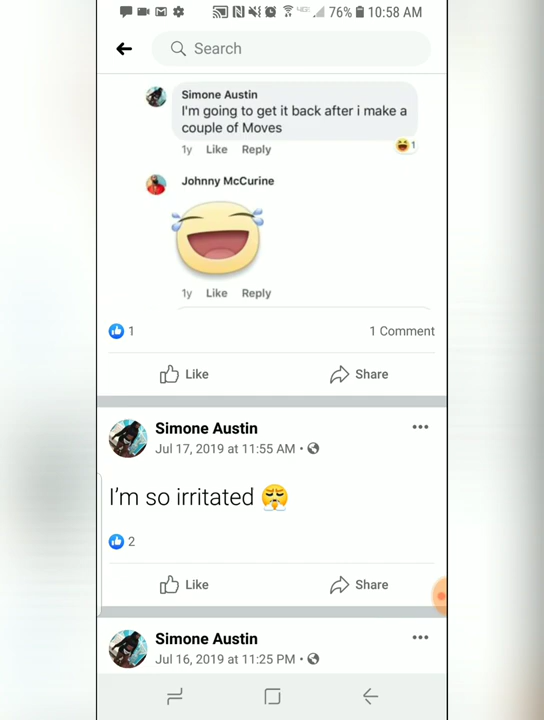 76% 10:58 AM
Search
Simone Austin
I'm going to get it back after i make a
couple of Moves
1y Like Reply
1
Johnny McCurine
1y Like Reply
1
1 Comment
Like
Share
Simone Austin
Jul 17, 2019 at 11:55 AM •
I'm so irritated 😤
2
Like
Share
Simone Austin
Jul 16, 2019 at 11:25 PM •